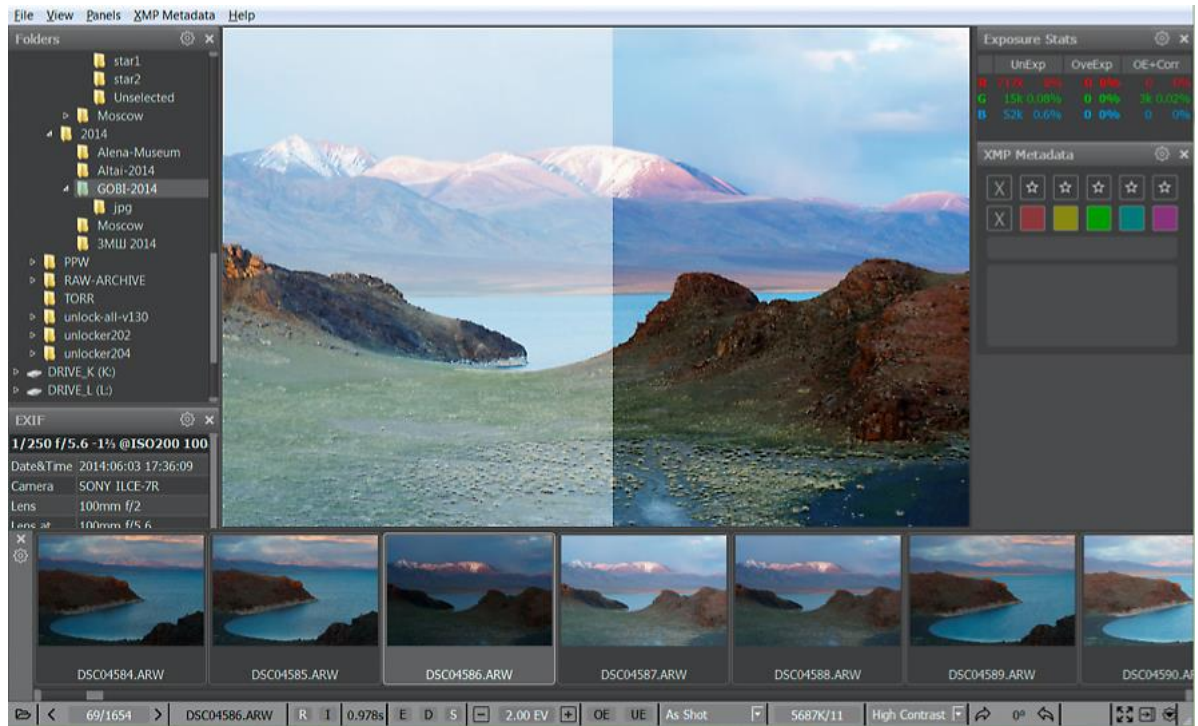 File View Panels XMP Metadata Help
Folders
star1
star2
Unselected
Moscow
2014
Alena-Museum
Altai-2014
GOBI-2014
jpg
Moscow
ЗМШ 2014
PPW
RAW-ARCHIVE
TORR
unlock-all-v130
unlocker202
unlocker204
DRIVE_K (K:)
DRIVE_L (L:)
EXIF
1/250 f/5.6 -1⅔ @ISO200 100
Date&Time 2014:06:03 17:36:09
Camera SONY ILCE-7R
Lens 100mm f/2
Lens at 100mm f/5.6
Exposure Stats
UnExp OveExp OE+Corr
R 0% 0 0% 0 0%
G 15k 0.08% 0 0% 3k 0.02%
B 52k 0.6% 0 0% 0 0%
XMP Metadata
X
X
DSC04584.ARW DSC04585.ARW DSC04586.ARW DSC04587.ARW DSC04588.ARW DSC04589.ARW DSC04590.AR
69/1654 DSC04586.ARW R I 0.978s E D S 2.00 EV OE UE As Shot 5687K/11 High Contrast 0º